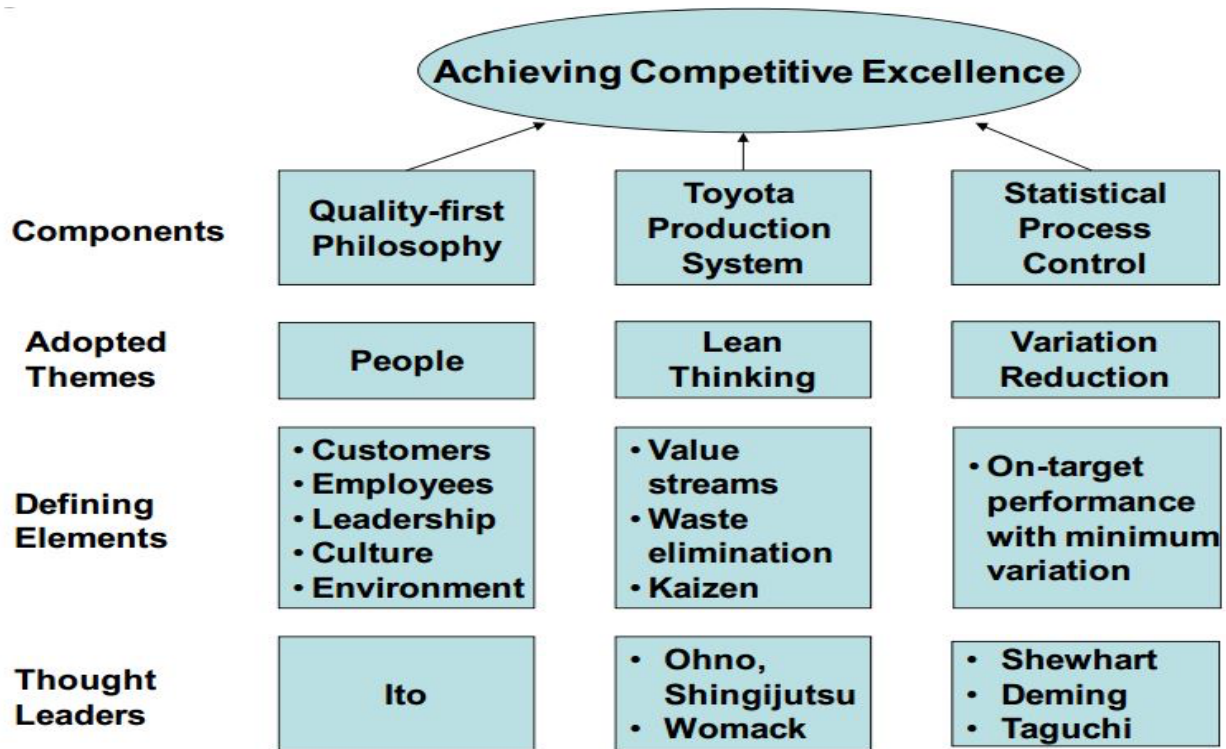 Achieving Competitive Excellence
Components
Quality-first
Philosophy
Toyota
Production
System
Statistical
Process
Control
Adopted
Themes
People
Lean
Thinking
Variation
Reduction
Defining
Elements
• Customers
• Employees
• Leadership
• Culture
• Environment
• Value
streams
• Waste
elimination
• Kaizen
• On-target
performance
with minimum
variation
Thought
Leaders
Ito
• Ohno,
Shingijutsu
• Womack
• Shewhart
• Deming
• Taguchi